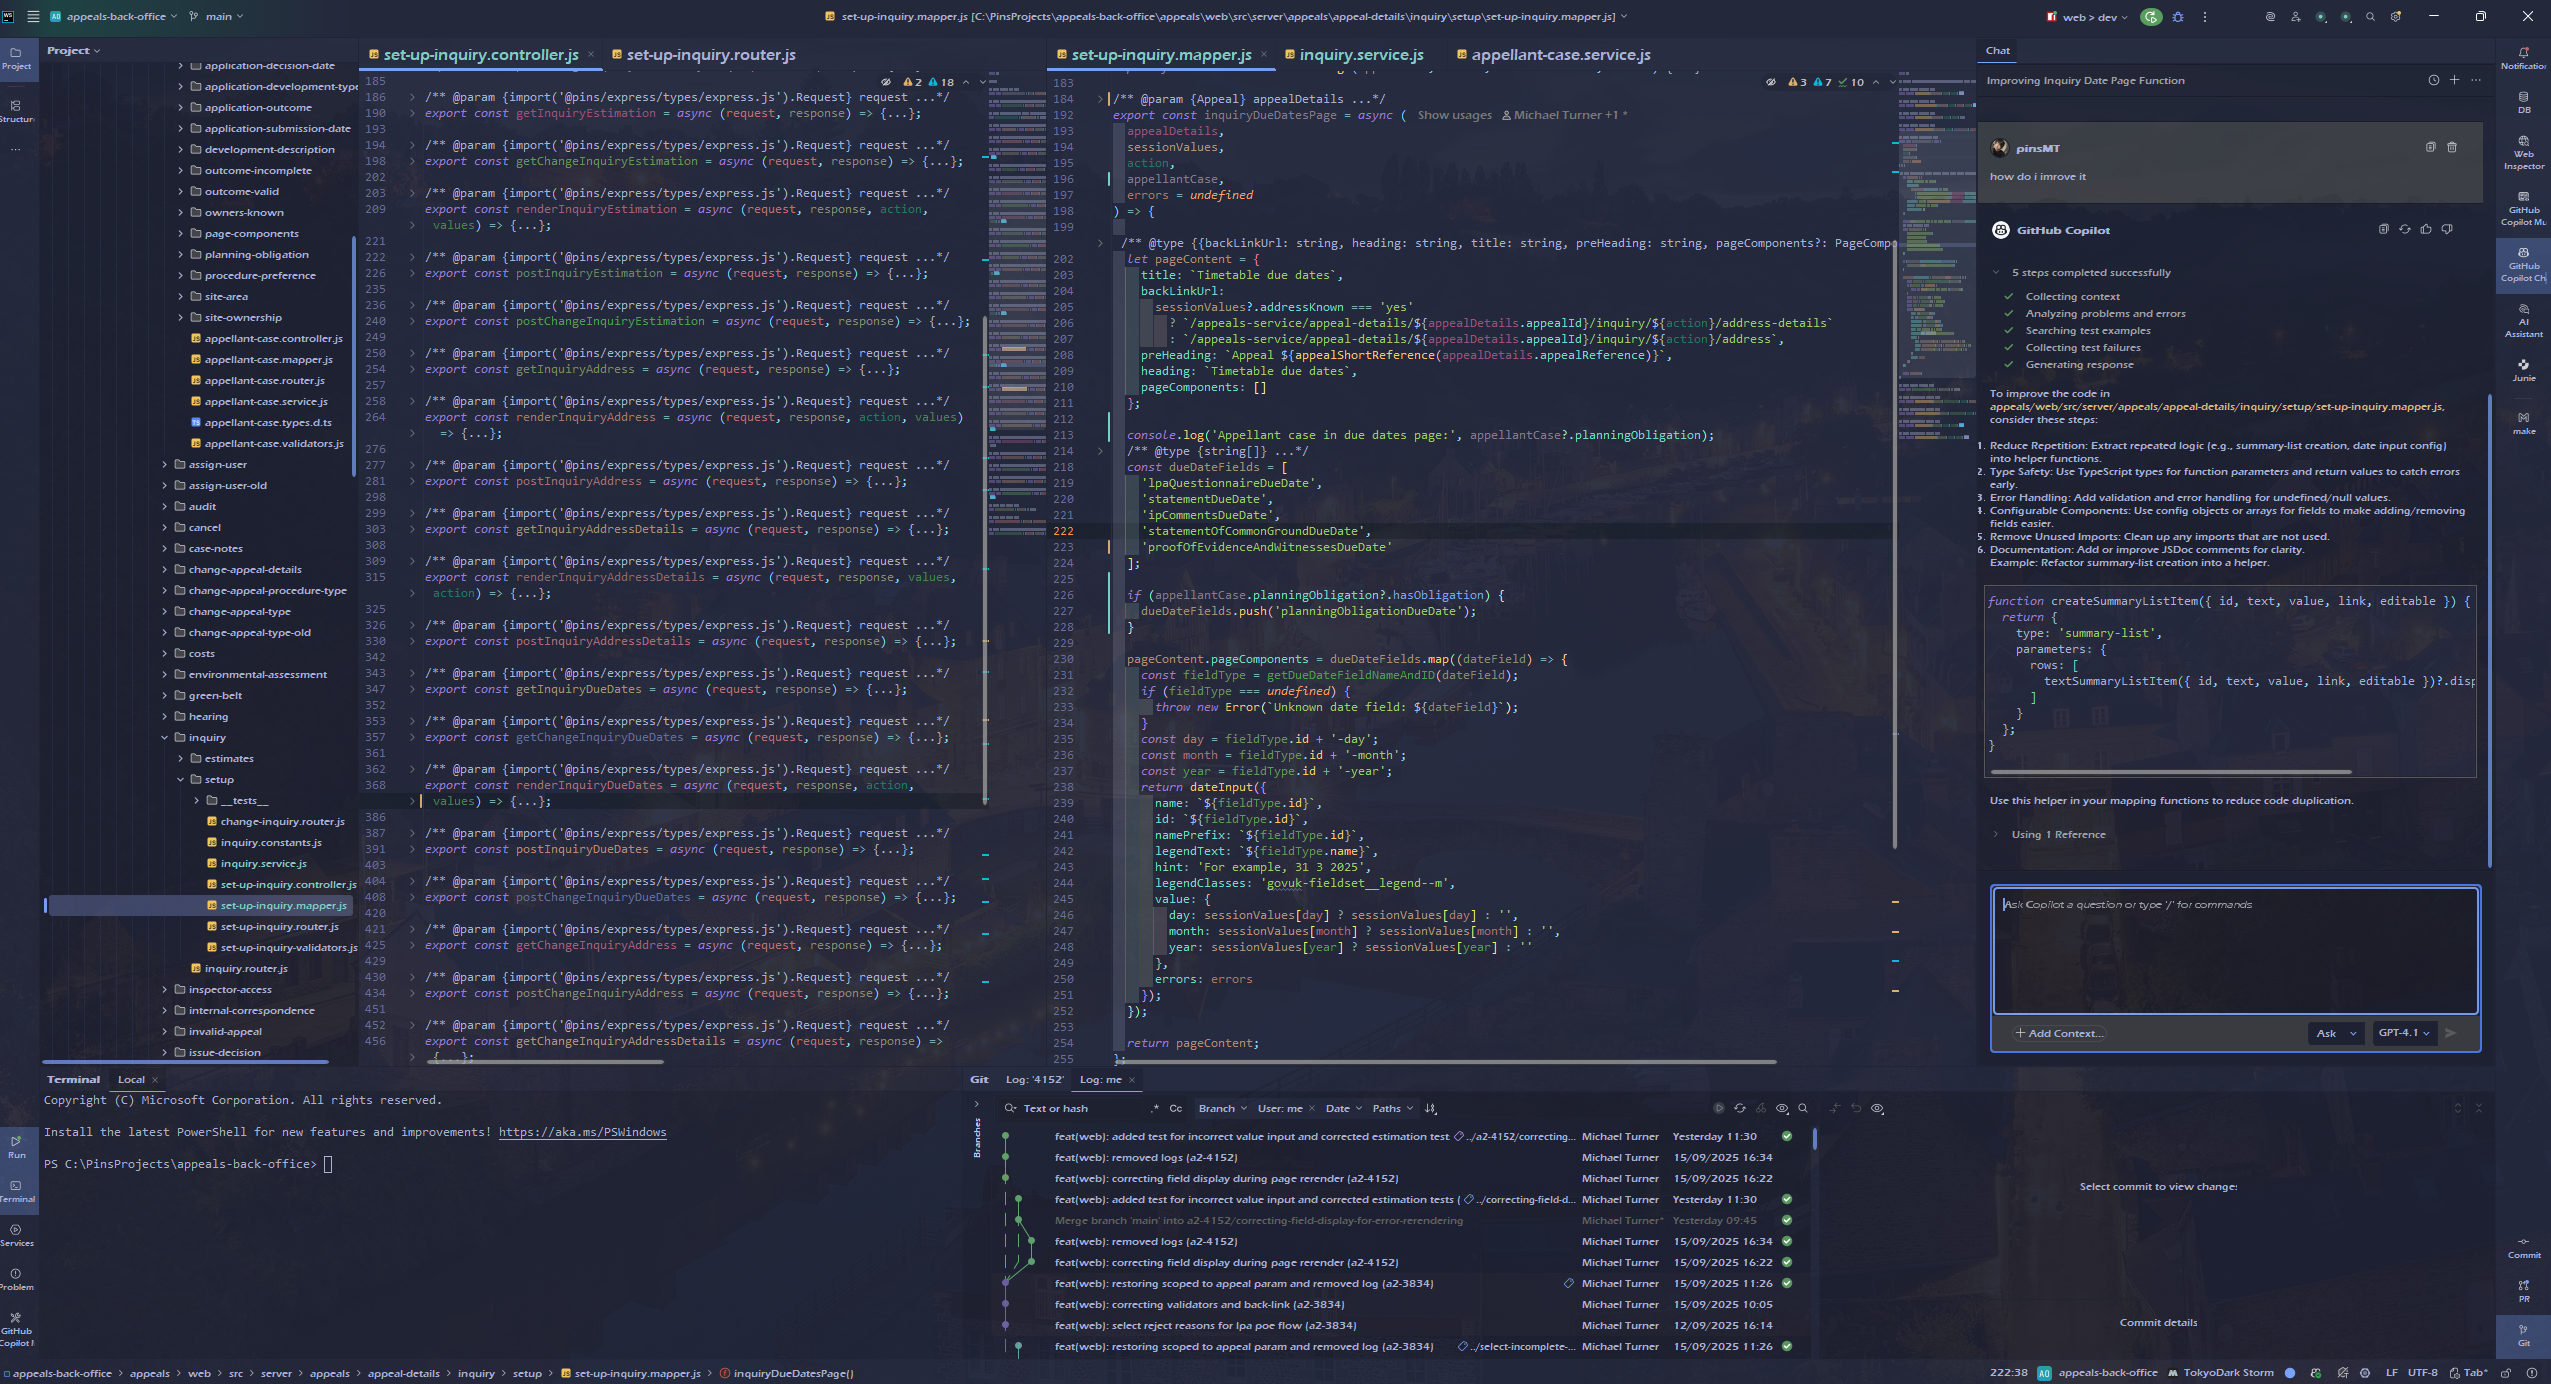 appeals-back-office
main
set-up-inquiry.mapper.js [C:\PinsProjects\appeals-back-office\appeals\web\src\server\appeals\appeal-details\inquiry\setup\set-up-inquiry.mapper.js]
web > dev
Project
Project
Structure
application-decision-date
application-development-type
application-outcome
application-submission-date
development-description
outcome-incomplete
outcome-valid
owners-known
page-components
planning-obligation
procedure-preference
site-area
site-ownership
appellant-case.controller.js
appellant-case.mapper.js
appellant-case.router.js
appellant-case.service.js
appellant-case.types.d.ts
appellant-case.validators.js
assign-user
assign-user-old
audit
cancel
case-notes
change-appeal-details
change-appeal-procedure-type
change-appeal-type
change-appeal-type-old
costs
environmental-assessment
green-belt
hearing
inquiry
estimates
setup
__tests__
change-inquiry.router.js
inquiry.constants.js
inquiry.service.js
set-up-inquiry.controller.js
set-up-inquiry.mapper.js
set-up-inquiry.router.js
set-up-inquiry-validators.js
inquiry.router.js
inspector-access
internal-correspondence
invalid-appeal
issue-decision
set-up-inquiry.controller.js
set-up-inquiry.router.js
2 18
185
186 /** @param {import('@pins/express/types/express.js').Request} request ...*/
190 export const getInquiryEstimation = async (request, response) => {...};
193
194 /** @param {import('@pins/express/types/express.js').Request} request ...*/
198 export const getChangeInquiryEstimation = async (request, response) => {...};
202
203 /** @param {import('@pins/express/types/express.js').Request} request ...*/
209 export const renderInquiryEstimation = async (request, response, action,
values) => {...};
221
222 /** @param {import('@pins/express/types/express.js').Request} request ...*/
226 export const postInquiryEstimation = async (request, response) => {...};
235
236 /** @param {import('@pins/express/types/express.js').Request} request ...*/
240 export const postChangeInquiryEstimation = async (request, response) => {...};
249
250 /** @param {import('@pins/express/types/express.js').Request} request ...*/
254 export const getInquiryAddress = async (request, response) => {...};
257
258 /** @param {import('@pins/express/types/express.js').Request} request ...*/
264 export const renderInquiryAddress = async (request, response, action, values)
=> {...};
276
277 /** @param {import('@pins/express/types/express.js').Request} request ...*/
281 export const postInquiryAddress = async (request, response) => {...};
298
299 /** @param {import('@pins/express/types/express.js').Request} request ...*/
303 export const getInquiryAddressDetails = async (request, response) => {...};
308
309 /** @param {import('@pins/express/types/express.js').Request} request ...*/
315 export const renderInquiryAddressDetails = async (request, response, values,
action) => {...};
325
326 /** @param {import('@pins/express/types/express.js').Request} request ...*/
330 export const postInquiryAddressDetails = async (request, response) => {...};
342
343 /** @param {import('@pins/express/types/express.js').Request} request ...*/
347 export const getInquiryDueDates = async (request, response) => {...};
352
353 /** @param {import('@pins/express/types/express.js').Request} request ...*/
357 export const getChangeInquiryDueDates = async (request, response) => {...};
361
362 /** @param {import('@pins/express/types/express.js').Request} request ...*/
368 export const renderInquiryDueDates = async (request, response, action,
values) => {...};
386
387 /** @param {import('@pins/express/types/express.js').Request} request ...*/
391 export const postInquiryDueDates = async (request, response) => {...};
403
404 /** @param {import('@pins/express/types/express.js').Request} request ...*/
408 export const postChangeInquiryDueDates = async (request, response) => {...};
420
421 /** @param {import('@pins/express/types/express.js').Request} request ...*/
425 export const getChangeInquiryAddress = async (request, response) => {...};
429
430 /** @param {import('@pins/express/types/express.js').Request} request ...*/
434 export const postChangeInquiryAddress = async (request, response) => {...};
451
452 /** @param {import('@pins/express/types/express.js').Request} request ...*/
456 export const getChangeInquiryAddressDetails = async (request, response) =>
{...};
set-up-inquiry.mapper.js
inquiry.service.js
appellant-case.service.js
3 7 10
183
184 /** @param {Appeal} appealDetails ...*/
192 export const inquiryDueDatesPage = async ( Show usages Michael Turner +1 *
193 appealDetails,
194 sessionValues,
195 action,
196 appellantCase,
197 errors = undefined
198 ) => {
199
/** @type {{backLinkUrl: string, heading: string, title: string, preHeading: string, pageComponents?: PageCompo
202 let pageContent = {
203 title: `Timetable due dates`,
204 backLinkUrl:
205 sessionValues?.addressKnown === 'yes'
206 ? `/appeals-service/appeal-details/${appealDetails.appealId}/inquiry/${action}/address-details`
207 : `/appeals-service/appeal-details/${appealDetails.appealId}/inquiry/${action}/address`,
208 preHeading: `Appeal ${appealShortReference(appealDetails.appealReference)}`,
209 heading: `Timetable due dates`,
210 pageComponents: []
211 };
212
213 console.log('Appellant case in due dates page:', appellantCase?.planningObligation);
214 /** @type {string[]} ...*/
218 const dueDateFields = [
219 'lpaQuestionnaireDueDate',
220 'statementDueDate',
221 'ipCommentsDueDate',
222 'statementOfCommonGroundDueDate',
223 'proofOfEvidenceAndWitnessesDueDate'
224 ];
225
226 if (appellantCase.planningObligation?.hasObligation) {
227 dueDateFields.push('planningObligationDueDate');
228 }
229
230 pageContent.pageComponents = dueDateFields.map((dateField) => {
231 const fieldType = getDueDateFieldNameAndID(dateField);
232 if (fieldType === undefined) {
233 throw new Error(`Unknown date field: ${dateField}`);
234 }
235 const day = fieldType.id + '-day';
236 const month = fieldType.id + '-month';
237 const year = fieldType.id + '-year';
238 return dateInput({
239 name: `${fieldType.id}`,
240 id: `${fieldType.id}`,
241 namePrefix: `${fieldType.id}`,
242 legendText: `${fieldType.name}`,
243 hint: 'For example, 31 3 2025',
244 legendClasses: 'govuk-fieldset__legend--m',
245 value: {
246 day: sessionValues[day] ? sessionValues[day] : '',
247 month: sessionValues[month] ? sessionValues[month] : '',
248 year: sessionValues[year] ? sessionValues[year] : ''
249 },
250 errors: errors
251 });
252 });
253
254 return pageContent;
255 };
Chat
Improving Inquiry Date Page Function
pinsMT
how do i imrove it
GitHub Copilot
5 steps completed successfully
Collecting context
Analyzing problems and errors
Searching test examples
Collecting test failures
Generating response
To improve the code in
appeals/web/src/server/appeals/appeal-details/inquiry/setup/set-up-inquiry.mapper.js,
consider these steps:
1. Reduce Repetition: Extract repeated logic (e.g., summary-list creation, date input config)
into helper functions.
2. Type Safety: Use TypeScript types for function parameters and return values to catch errors
early.
3. Error Handling: Add validation and error handling for undefined/null values.
4. Configurable Components: Use config objects or arrays for fields to make adding/removing
fields easier.
5. Remove Unused Imports: Clean up any imports that are not used.
6. Documentation: Add or improve JSDoc comments for clarity.
Example: Refactor summary-list creation into a helper.
function createSummaryListItem({ id, text, value, link, editable }) {
return {
type: 'summary-list',
parameters: {
rows: [
textSummaryListItem({ id, text, value, link, editable })?.disp
]
}
};
}
Use this helper in your mapping functions to reduce code duplication.
Using 1 Reference
Ask Copilot a question or type '/' for commands
Add Context...
Ask
GPT-4.1
Notification
DB
Web
Inspector
GitHub
Copilot Mu
GitHub
Copilot Ch
AI
Assistant
Junie
make
Commit
PR
Git
Run
Terminal
Services
Problem
GitHub
Copilot
Terminal
Local
Copyright (C) Microsoft Corporation. All rights reserved.
Install the latest PowerShell for new features and improvements! https://aka.ms/PSWindows
PS C:\PinsProjects\appeals-back-office>
Git
Log: '4152'
Log: me
Branches
Text or hash
.* Cc
Branch
User: me
Date
Paths
feat(web): added test for incorrect value input and corrected estimation test ../a2-4152/correcting... Michael Turner Yesterday 11:30
feat(web): removed logs (a2-4152) Michael Turner 15/09/2025 16:34
feat(web): correcting field display during page rerender (a2-4152) Michael Turner 15/09/2025 16:22
feat(web): added test for incorrect value input and corrected estimation tests ( ../correcting-field-d... Michael Turner Yesterday 11:30
Merge branch 'main' into a2-4152/correcting-field-display-for-error-rerendering Michael Turner* Yesterday 09:45
feat(web): removed logs (a2-4152) Michael Turner 15/09/2025 16:34
feat(web): correcting field display during page rerender (a2-4152) Michael Turner 15/09/2025 16:22
feat(web): restoring scoped to appeal param and removed log (a2-3834) Michael Turner 15/09/2025 11:26
feat(web): correcting validators and back-link (a2-3834) Michael Turner 15/09/2025 10:05
feat(web): select reject reasons for lpa poe flow (a2-3834) Michael Turner 12/09/2025 16:14
feat(web): restoring scoped to appeal param and removed log (a2-3834) ../select-incomplete-... Michael Turner 15/09/2025 11:26
Select commit to view changes
Commit details
appeals-back-office > appeals > web > src > server > appeals > appeal-details > inquiry > setup > set-up-inquiry.mapper.js > inquiryDueDatesPage()
222:38 AO appeals-back-office TokyoDark Storm LF UTF-8 Tab*